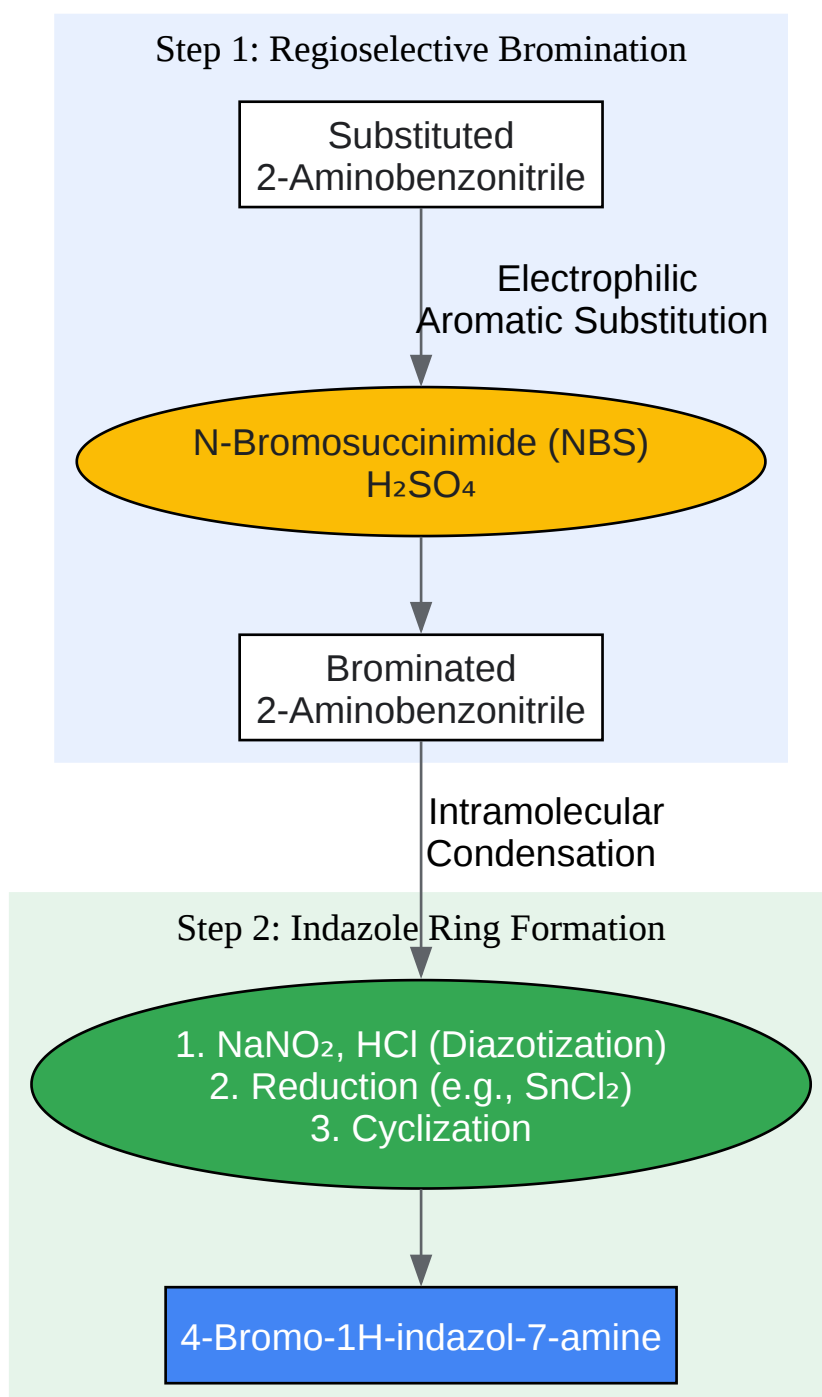 Step 1: Regioselective Bromination
Substituted
2-Aminobenzonitrile
Electrophilic
Aromatic Substitution
N-Bromosuccinimide (NBS)
H₂SO₄
Brominated
2-Aminobenzonitrile
Intramolecular
Condensation
Step 2: Indazole Ring Formation
1. NaNO₂, HCl (Diazotization)
2. Reduction (e.g., SnCl₂)
3. Cyclization
4-Bromo-1H-indazol-7-amine